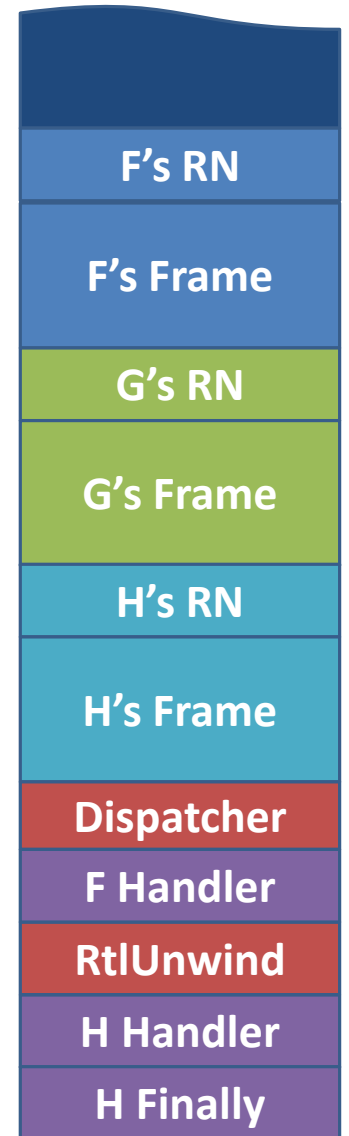 F’s RN
F’s Frame
G’s RN
G’s Frame
H’s RN
H’s Frame
Dispatcher
F Handler
RtlUnwind
H Handler
H Finally